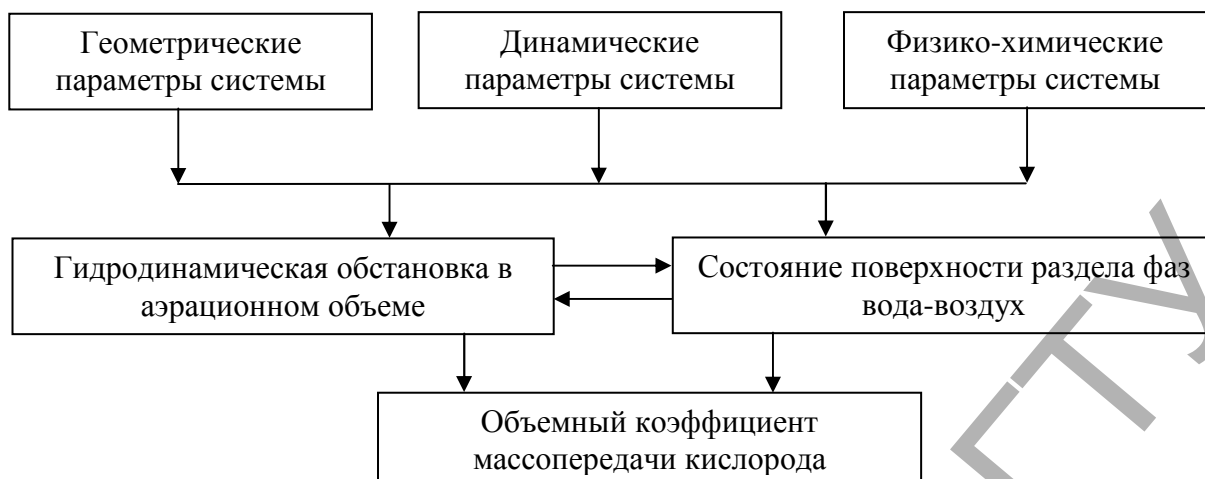 Геометрические
параметры системы
Динамические
параметры системы
Физико-химические
параметры системы
Гидродинамическая обстановка в
аэрационном объеме
Состояние поверхности раздела фаз
вода-воздух
Объемный коэффициент
массопередачи кислорода
ГТУ